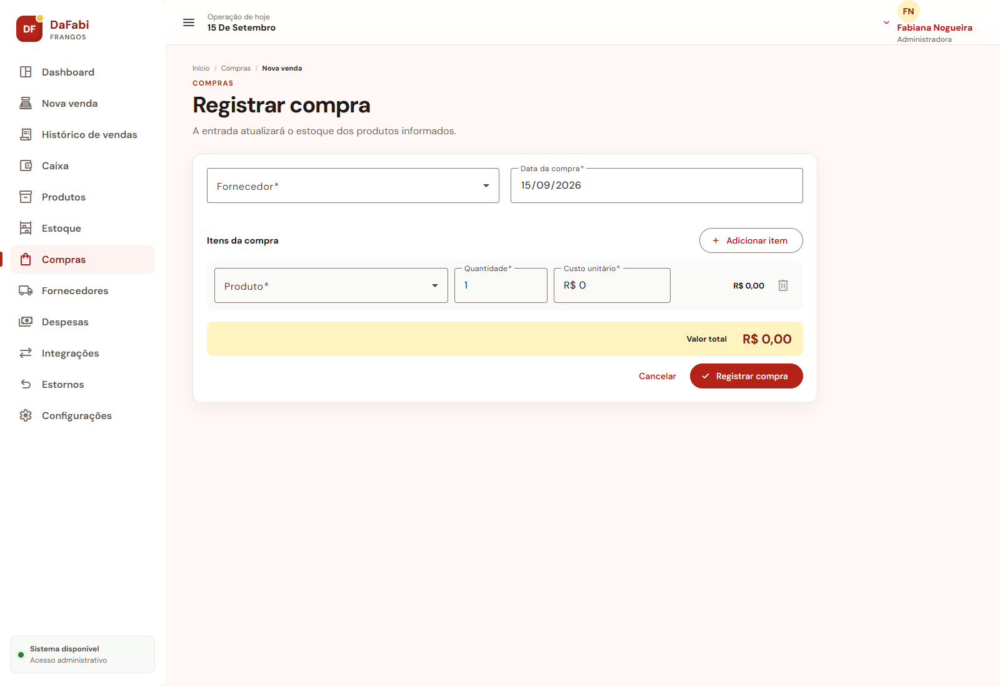 DF
DaFabi
FRANGOS
Dashboard
Nova venda
Histórico de vendas
Caixa
Produtos
Estoque
Compras
Fornecedores
Despesas
Integrações
Estornos
Configurações
Sistema disponível
Acesso administrativo
Operação de hoje
15 De Setembro
FN
Fabiana Nogueira
Administradora
Início / Compras / Nova venda
COMPRAS
Registrar compra
A entrada atualizará o estoque dos produtos informados.
Fornecedor*
Data da compra*
15/09/2026
Itens da compra
+ Adicionar item
Produto*
Quantidade*
1
Custo unitário*
R$ 0
R$ 0,00
Valor total R$ 0,00
Cancelar
Registrar compra